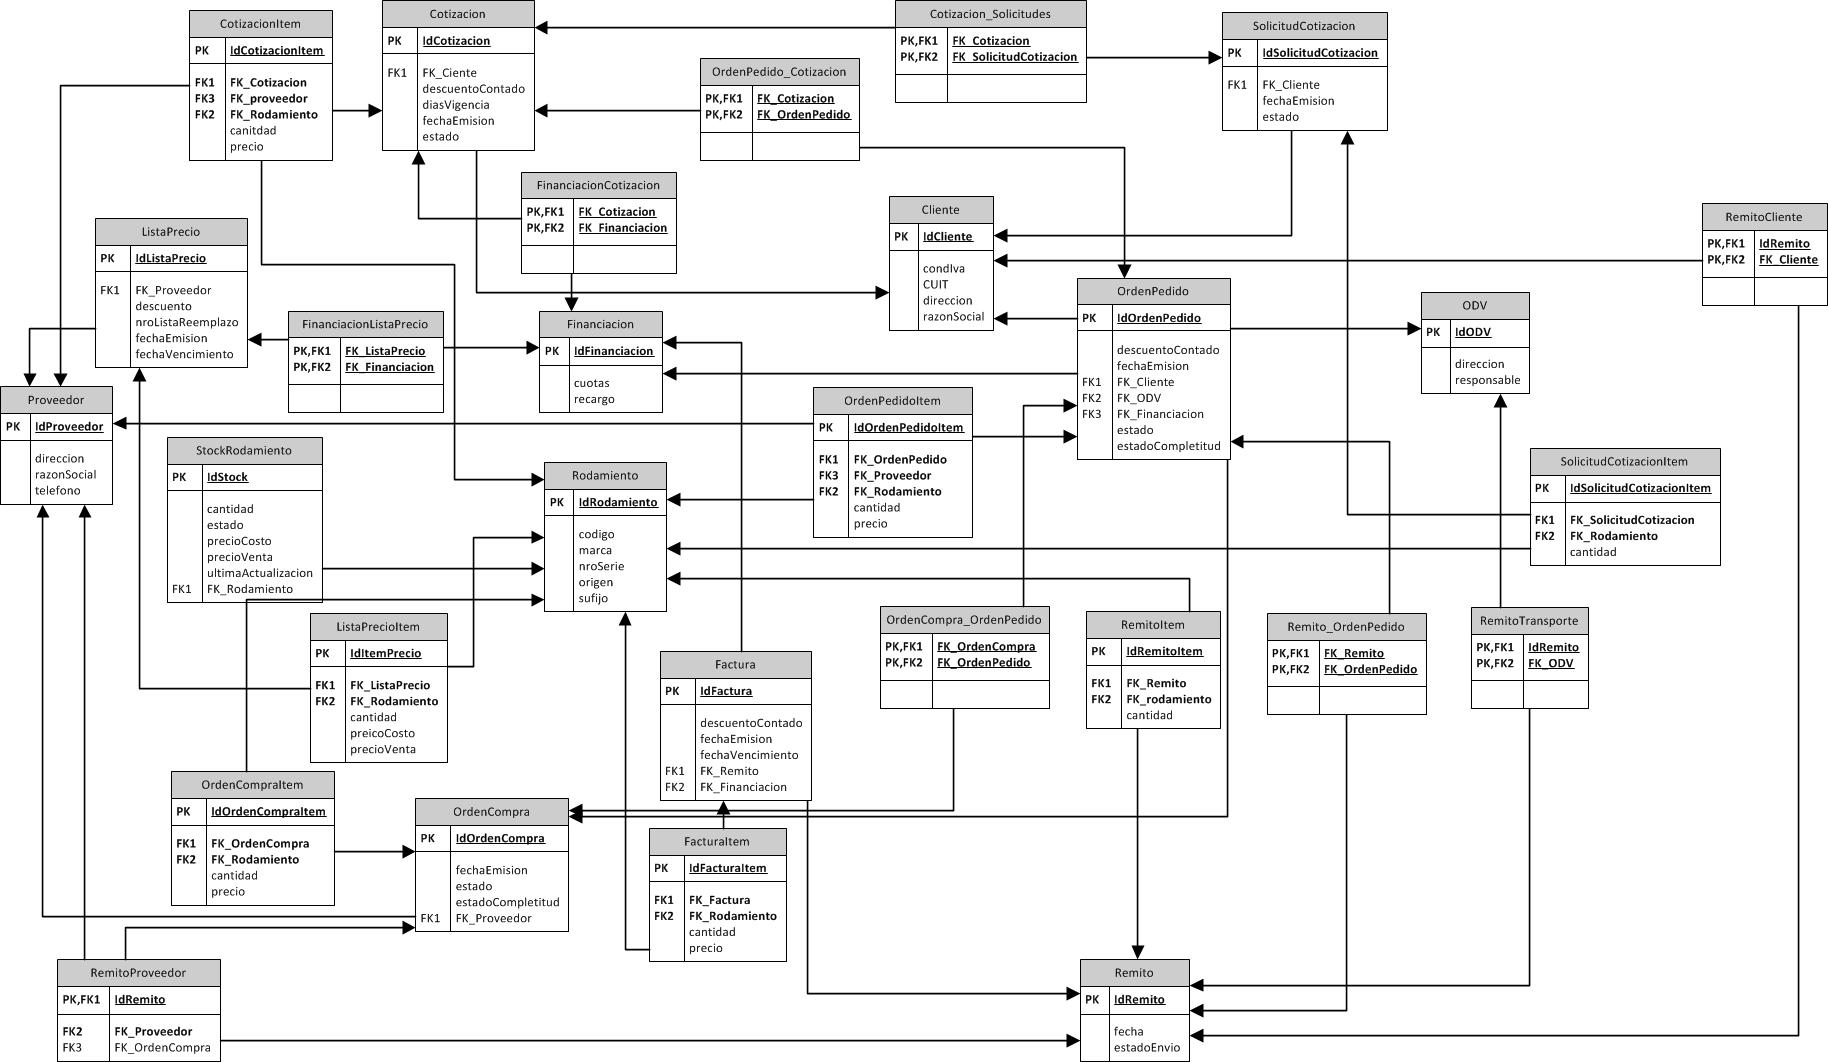 CotizacionItem
PK IdCotizacionItem
FK1 FK_Cotizacion
FK3 FK_proveedor
FK2 FK_Rodamiento
canitdad
precio
Cotizacion
PK IdCotizacion
FK1 FK_Ciente
descuentoContado
diasVigencia
fechaEmision
estado
Cotizacion_Solicitudes
PK,FK1 FK_Cotizacion
PK,FK2 FK_SolicitudCotizacion
SolicitudCotizacion
PK IdSolicitudCotizacion
FK1 FK_Cliente
fechaEmision
estado
OrdenPedido_Cotizacion
PK,FK1 FK_Cotizacion
PK,FK2 FK_OrdenPedido
FinanciacionCotizacion
PK,FK1 FK_Cotizacion
PK,FK2 FK_Financiacion
Cliente
PK IdCliente
condIva
CUIT
direccion
razonSocial
RemitoCliente
PK,FK1 IdRemito
PK,FK2 FK_Cliente
ListaPrecio
PK IdListaPrecio
FK1 FK_Proveedor
descuento
nroListaReemplazo
fechaEmision
fechaVencimiento
FinanciacionListaPrecio
PK,FK1 FK_ListaPrecio
PK,FK2 FK_Financiacion
Financiacion
PK IdFinanciacion
cuotas
recargo
OrdenPedido
PK IdOrdenPedido
descuentoContado
fechaEmision
FK1 FK_Cliente
FK2 FK_ODV
FK3 FK_Financiacion
estado
estadoCompletitud
ODV
PK IdODV
direccion
responsable
Proveedor
PK IdProveedor
direccion
razonSocial
telefono
OrdenPedidoItem
PK IdOrdenPedidoItem
FK1 FK_OrdenPedido
FK3 FK_Proveedor
FK2 FK_Rodamiento
cantidad
precio
StockRodamiento
PK IdStock
cantidad
estado
precioCosto
precioVenta
ultimaActualizacion
FK1 FK_Rodamiento
Rodamiento
PK IdRodamiento
codigo
marca
nroSerie
origen
sufijo
SolicitudCotizacionItem
PK IdSolicitudCotizacionItem
FK1 FK_SolicitudCotizacion
FK2 FK_Rodamiento
cantidad
ListaPrecioItem
PK IdItemPrecio
FK1 FK_ListaPrecio
FK2 FK_Rodamiento
cantidad
preicoCosto
precioVenta
Factura
PK IdFactura
descuentoContado
fechaEmision
fechaVencimiento
FK1 FK_Remito
FK2 FK_Financiacion
OrdenCompra_OrdenPedido
PK,FK1 FK_OrdenCompra
PK,FK2 FK_OrdenPedido
RemitoItem
PK IdRemitoItem
FK1 FK_Remito
FK2 FK_rodamiento
cantidad
Remito_OrdenPedido
PK,FK1 FK_Remito
PK,FK2 FK_OrdenPedido
RemitoTransporte
PK,FK1 IdRemito
PK,FK2 FK_ODV
OrdenCompraItem
PK IdOrdenCompraItem
FK1 FK_OrdenCompra
FK2 FK_Rodamiento
cantidad
precio
OrdenCompra
PK IdOrdenCompra
fechaEmision
estado
estadoCompletitud
FK1 FK_Proveedor
FacturaItem
PK IdFacturaItem
FK1 FK_Factura
FK2 FK_Rodamiento
cantidad
precio
RemitoProveedor
PK,FK1 IdRemito
FK2 FK_Proveedor
FK3 FK_OrdenCompra
Remito
PK IdRemito
fecha
estadoEnvio